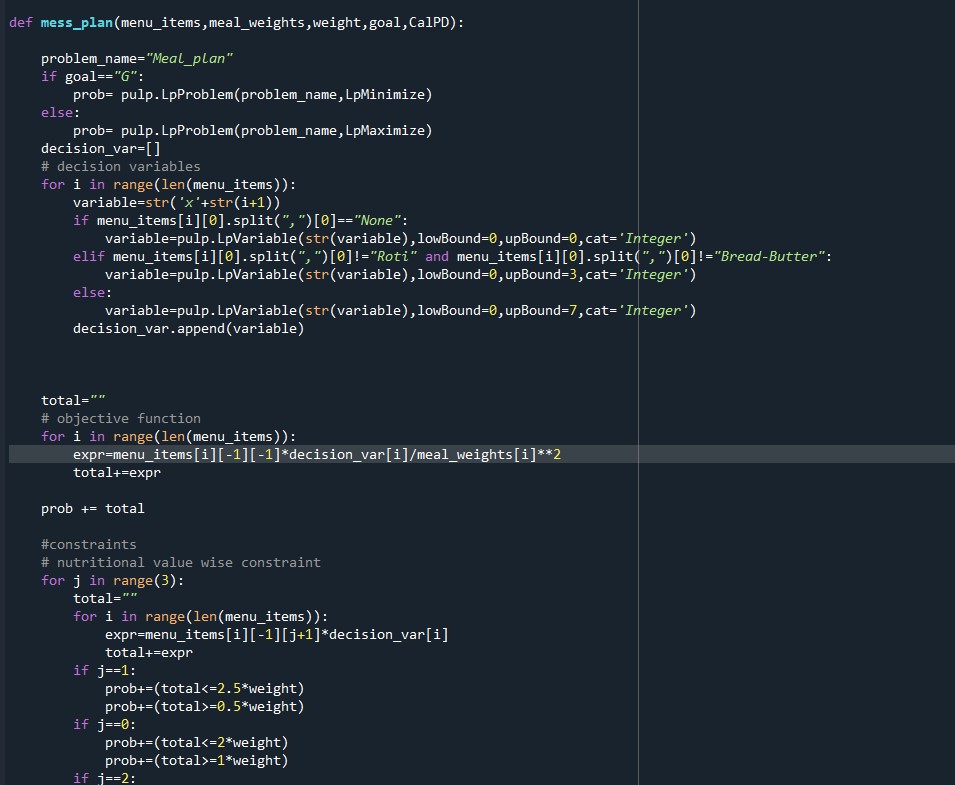 def mess_plan(menu_items,meal_weights,weight,goal,CalPD):
    problem_name="Meal_plan"
    if goal=="G":
        prob= pulp.LpProblem(problem_name,LpMinimize)
    else:
        prob= pulp.LpProblem(problem_name,LpMaximize)
    decision_var=[]
    # decision variables
    for i in range(len(menu_items)):
        variable=str('x'+str(i+1))
        if menu_items[i][0].split(",")[0]=="None":
            variable=pulp.LpVariable(str(variable),lowBound=0,upBound=0,cat='Integer')
        elif menu_items[i][0].split(",")[0]!="Roti" and menu_items[i][0].split(",")[0]!="Bread-Butter":
            variable=pulp.LpVariable(str(variable),lowBound=0,upBound=3,cat='Integer')
        else:
            variable=pulp.LpVariable(str(variable),lowBound=0,upBound=7,cat='Integer')
        decision_var.append(variable)
    total=""
    # objective function
    for i in range(len(menu_items)):
        expr=menu_items[i][-1][-1]*decision_var[i]/meal_weights[i]**2
        total+=expr
    prob += total
    #constraints
    # nutritional value wise constraint
    for j in range(3):
        total=""
        for i in range(len(menu_items)):
            expr=menu_items[i][-1][j+1]*decision_var[i]
            total+=expr
        if j==1:
            prob+=(total<=2.5*weight)
            prob+=(total>=0.5*weight)
        if j==0:
            prob+=(total<=2*weight)
            prob+=(total>=1*weight)
        if j==2: